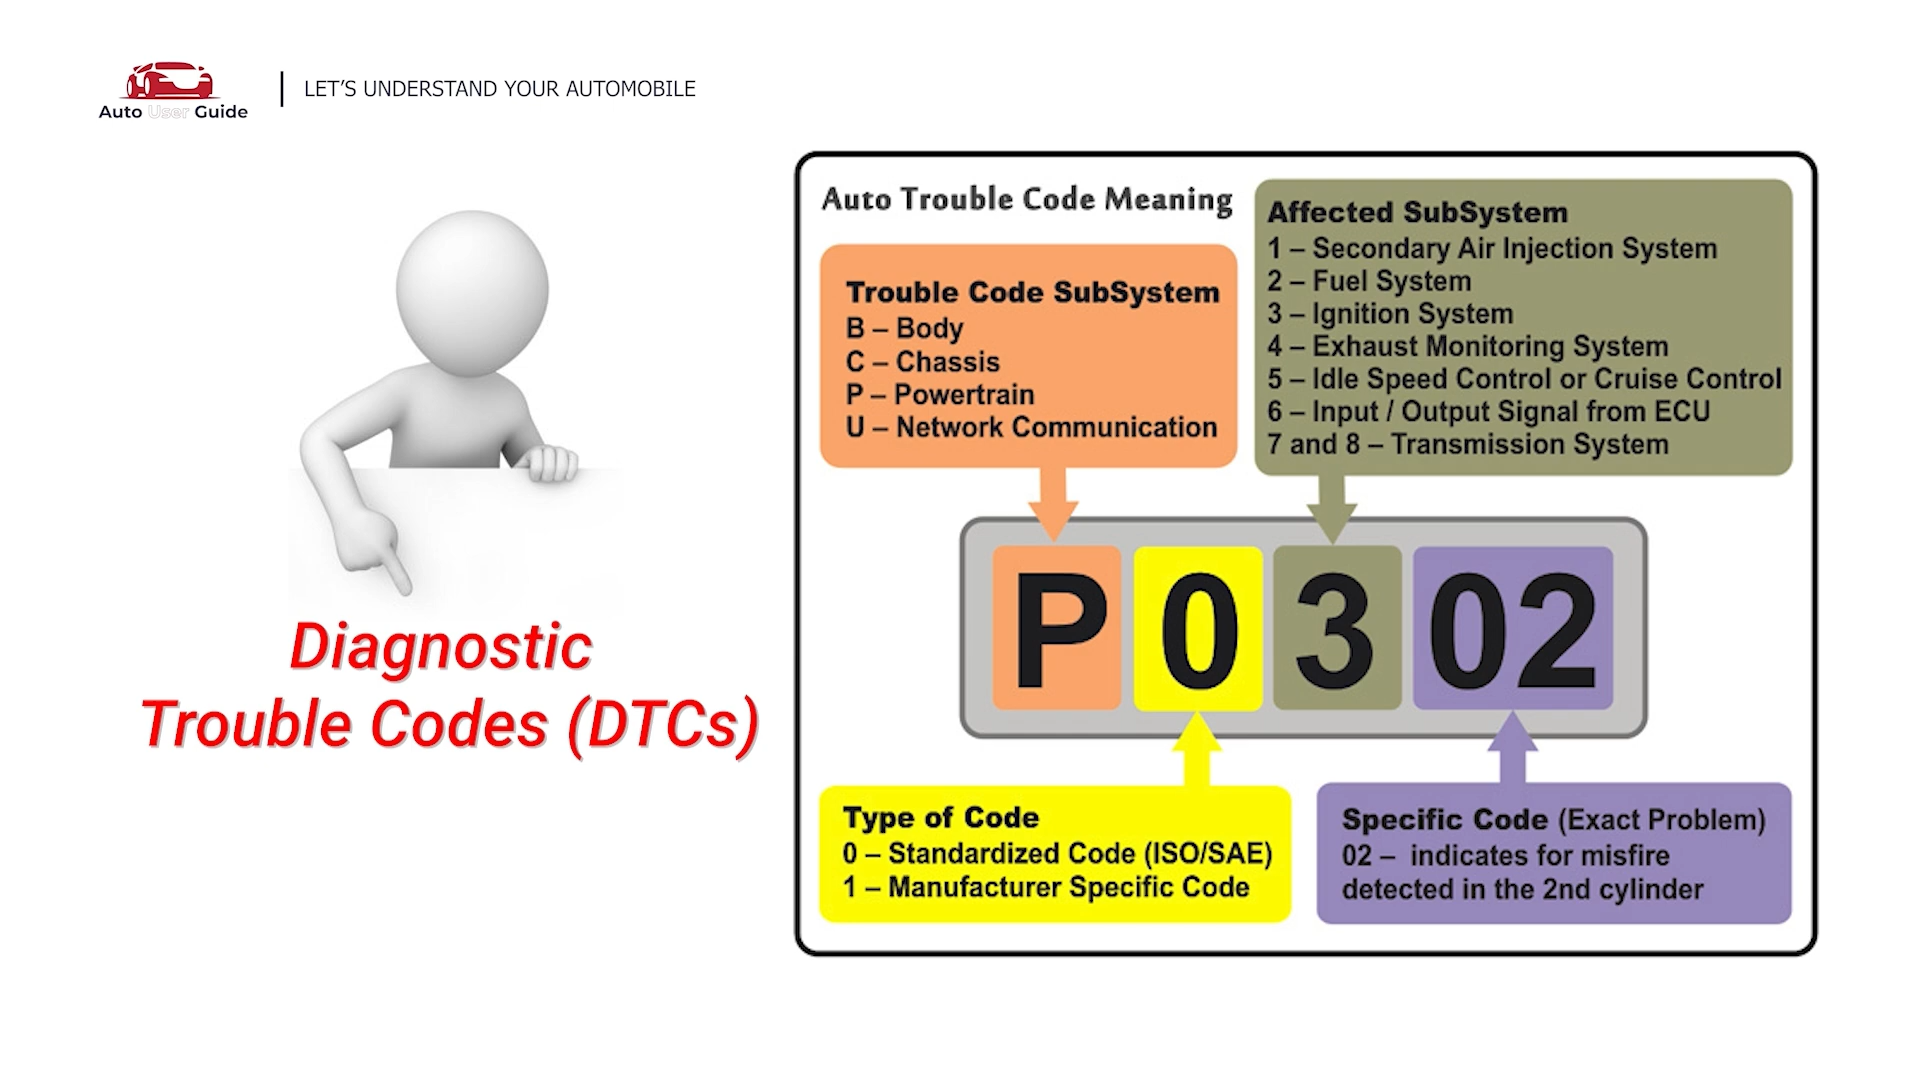 Auto User Guide
LET'S UNDERSTAND YOUR AUTOMOBILE
Diagnostic
Trouble Codes (DTCs)
Auto Trouble Code Meaning
Trouble Code SubSystem
B – Body
C – Chassis
P – Powertrain
U – Network Communication
Affected SubSystem
1 – Secondary Air Injection System
2 – Fuel System
3 – Ignition System
4 – Exhaust Monitoring System
5 – Idle Speed Control or Cruise Control
6 – Input / Output Signal from ECU
7 and 8 – Transmission System
P 0 3 02
Type of Code
0 – Standardized Code (ISO/SAE)
1 – Manufacturer Specific Code
Specific Code (Exact Problem)
02 – indicates for misfire
detected in the 2nd cylinder